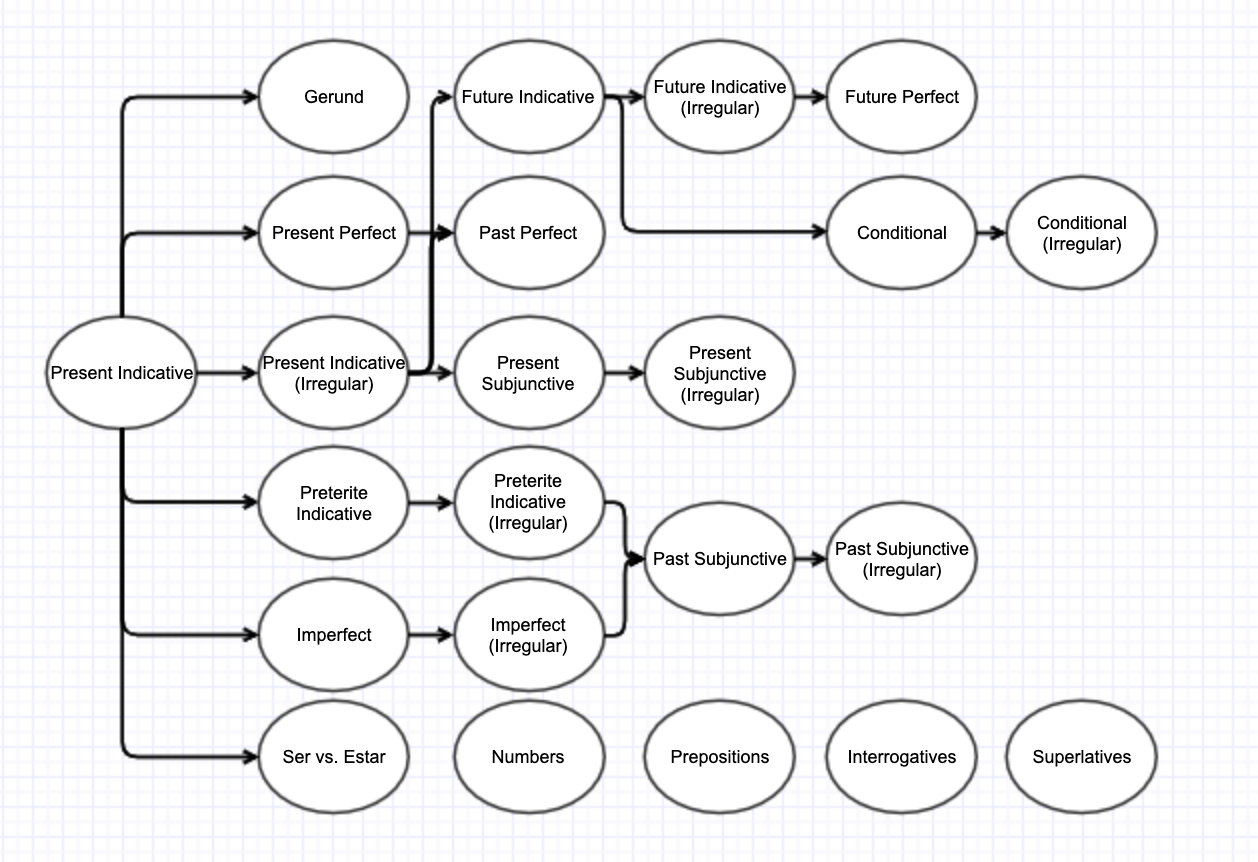 Gerund
Future Indicative
Future Indicative
(Irregular)
Future Perfect
Present Perfect
Past Perfect
Conditional
Conditional
(Irregular)
Present Indicative
Present Indicative
(Irregular)
Present
Subjunctive
Present
Subjunctive
(Irregular)
Preterite
Indicative
Preterite
Indicative
(Irregular)
Past Subjunctive
Past Subjunctive
(Irregular)
Imperfect
Imperfect
(Irregular)
Ser vs. Estar
Numbers
Prepositions
Interrogatives
Superlatives